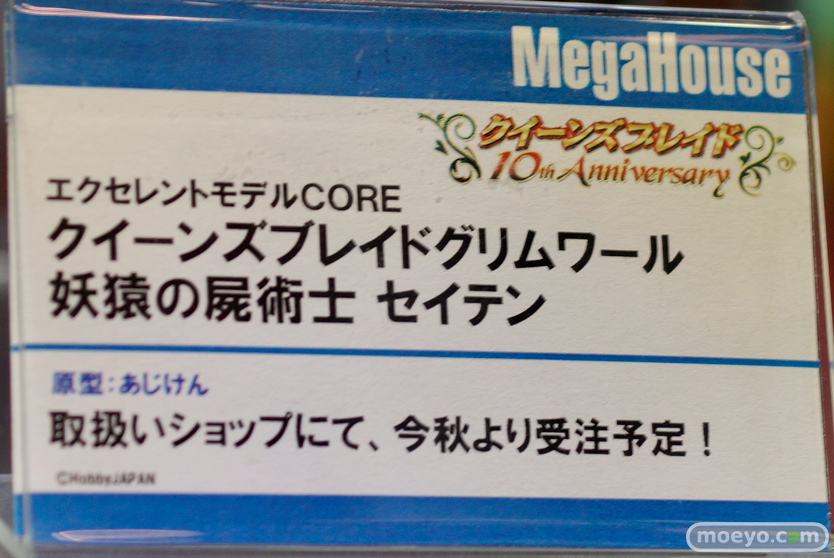 MegaHouse
クイーンズブレイド
10th Anniversary
エクセレントモデルCORE
クイーンズブレイドグリムワール
妖猿の屍術士 セイテン
原型:あじけん
取扱いショップにて、今秋より受注予定!
©HobbyJAPAN
moeyo.com